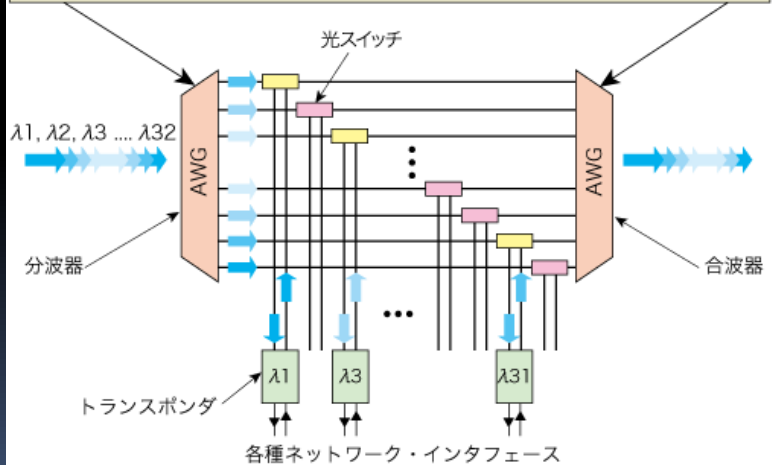 光スイッチ
λ1, λ2, λ3 .... λ32
AWG
AWG
分波器
合波器
λ1
λ3
λ31
トランスポンダ
各種ネットワーク・インタフェース